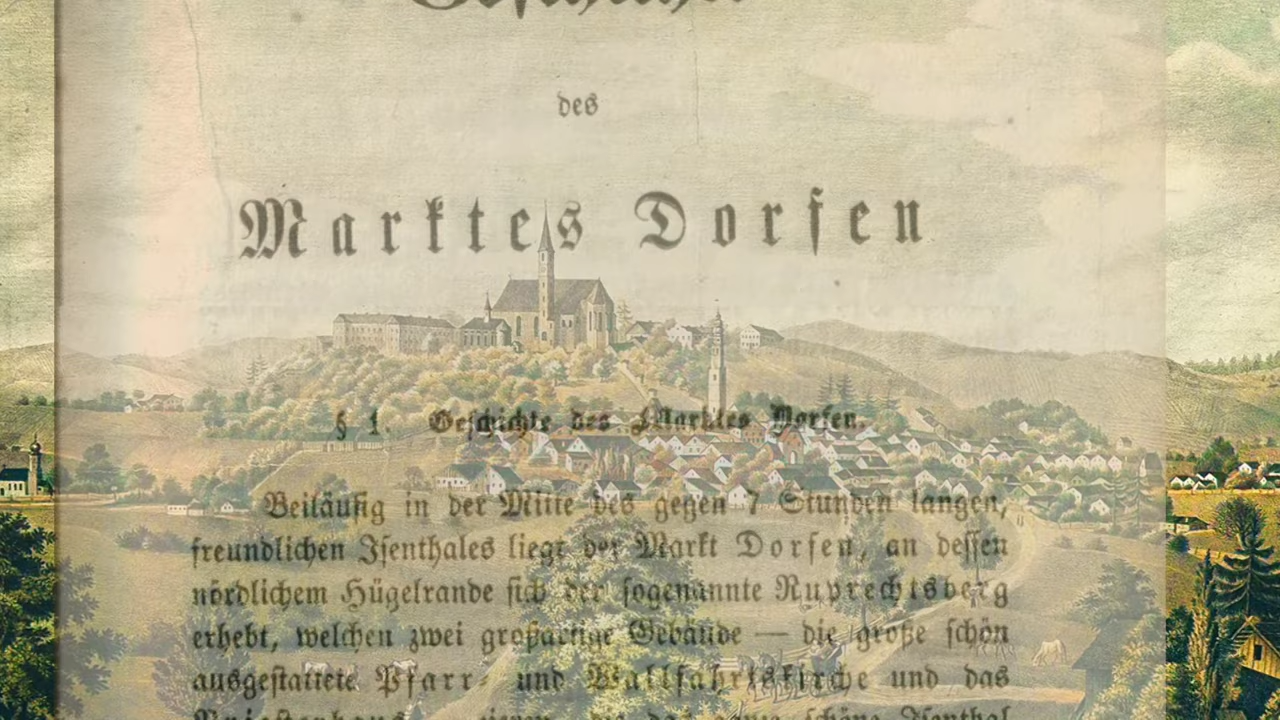 des
Marktes Dorfen
§ 1. Geschichte des Marktes Dorfen.
Beiläufig in der Mitte des gegen 7 Stunden langen,
freundlichen Isenthales liegt der Markt Dorfen, an dessen
nördlichem Hügelrande sich der sogenannte Ruprechtsberg
erhebt, welchen zwei großartige Gebäude — die große schön
ausgestattete Pfarr- und Wallfahrtskirche und das